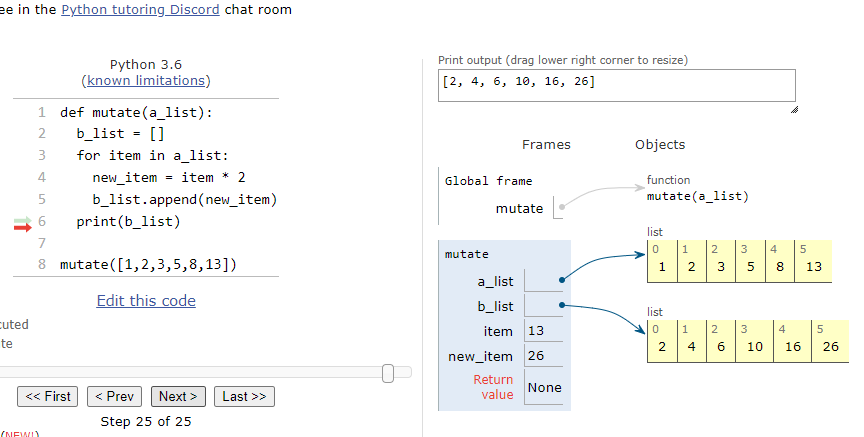 ee in the Python tutoring Discord chat room
Python 3.6
(known limitations)
1 def mutate(a_list):
2 b_list = []
3 for item in a_list:
4 new_item = item * 2
5 b_list.append(new_item)
6 print(b_list)
7
8 mutate([1,2,3,5,8,13])
Edit this code
cuted
te
<< First < Prev Next > Last >>
Step 25 of 25
(NEW!)
Print output (drag lower right corner to resize)
[2, 4, 6, 10, 16, 26]
Frames Objects
Global frame
mutate
function
mutate(a_list)
mutate
a_list
b_list
item 13
new_item 26
Return
value None
list
0 1 2 3 4 5
1 2 3 5 8 13
list
0 1 2 3 4 5
2 4 6 10 16 26